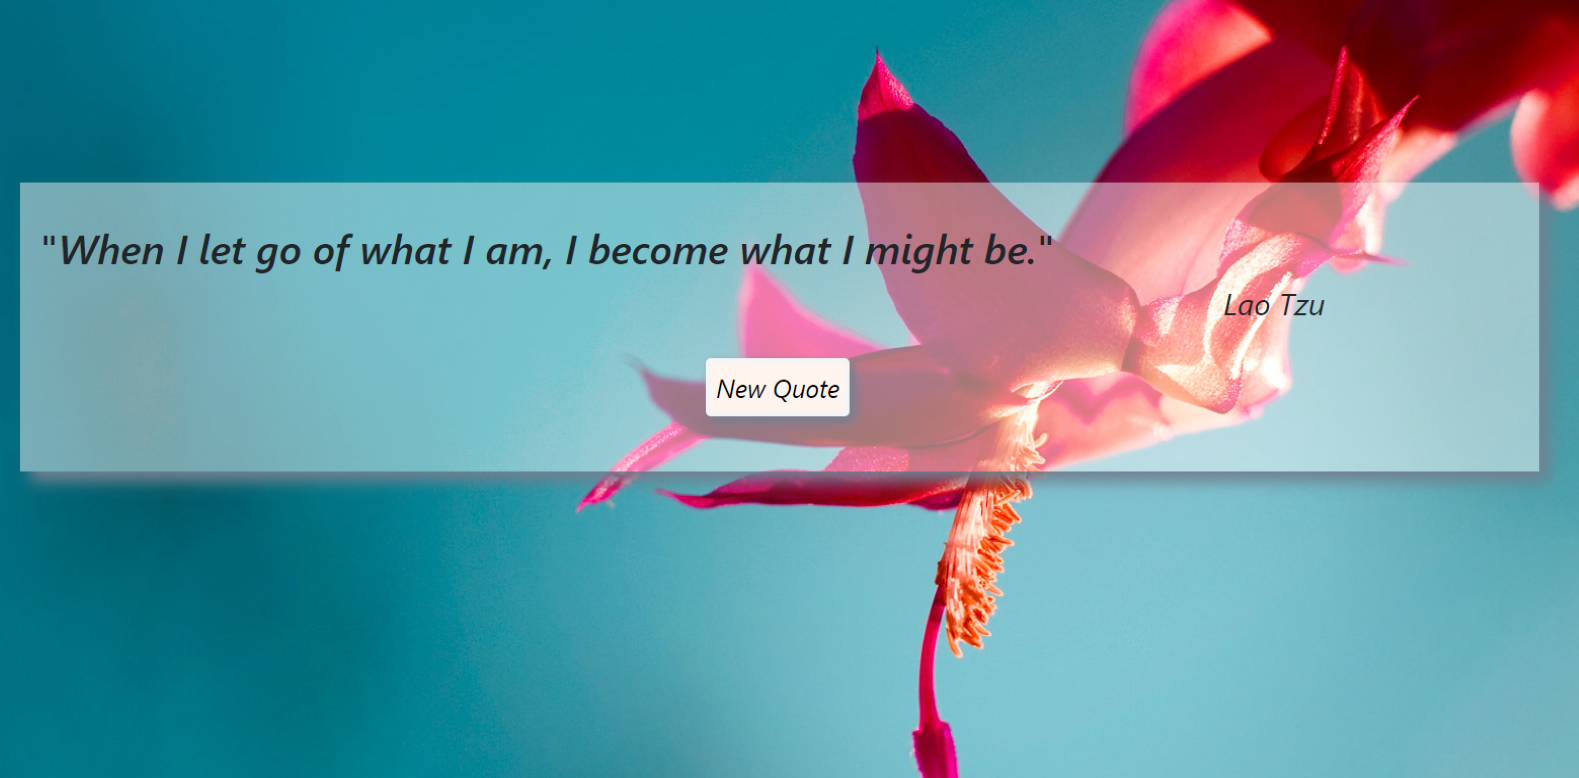 "When I let go of what I am, I become what I might be."
Lao Tzu
New Quote